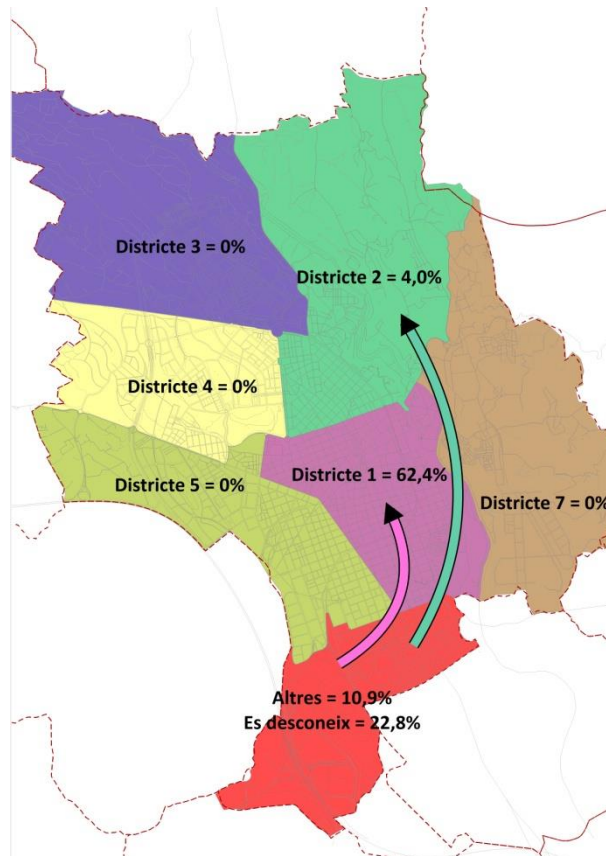 Districte 3 = 0%
Districte 2 = 4,0%
Districte 4 = 0%
Districte 1 = 62,4%
Districte 5 = 0%
Districte 7 = 0%
Altres = 10,9%
Es desconeix = 22,8%